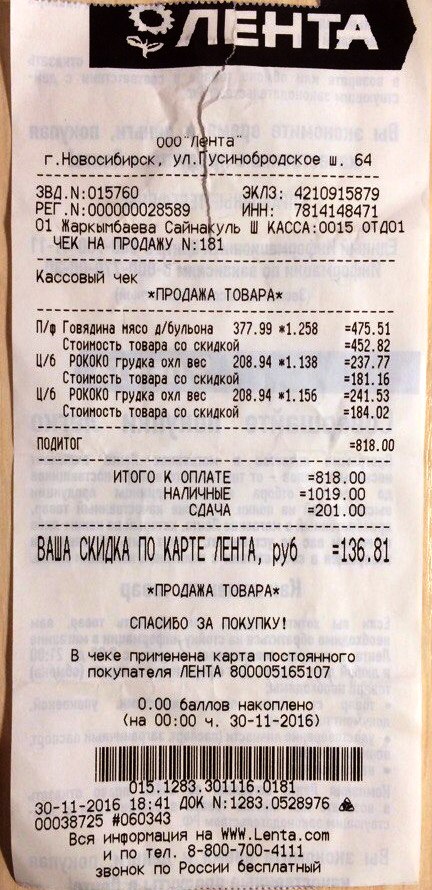 ЛЕНТА
ООО "Лента"
г.Новосибирск, ул.Гусинобродское ш. 64
ЗВД.N:015760 ЭКЛЗ: 4210915879
РЕГ.N:000000028589 ИНН: 7814148471
01 Жаркымбаева Сайнакуль Ш КАССА:0015 ОТД01
ЧЕК НА ПРОДАЖУ N:181
Кассовый чек
*ПРОДАЖА ТОВАРА*
П/ф Говядина мясо д/бульона 377.99 *1.258 =475.51
Стоимость товара со скидкой =452.82
Ц/б РОКОКО грудка охл вес 208.94 *1.138 =237.77
Стоимость товара со скидкой =181.16
Ц/б РОКОКО грудка охл вес 208.94 *1.156 =241.53
Стоимость товара со скидкой =184.02
ПОДИТОГ =818.00
ИТОГО К ОПЛАТЕ =818.00
НАЛИЧНЫЕ =1019.00
СДАЧА =201.00
ВАША СКИДКА ПО КАРТЕ ЛЕНТА, руб =136.81
*ПРОДАЖА ТОВАРА*
СПАСИБО ЗА ПОКУПКУ!
В чеке применена карта постоянного
покупателя ЛЕНТА 800005165107
0.00 баллов накоплено
(на 00:00 ч. 30-11-2016)
015.1283.301116.0181
30-11-2016 18:41 ДОК N:1283.0528976
00038725 #060343
Вся информация на WWW.Lenta.com
и по тел. 8-800-700-4111
звонок по России бесплатный